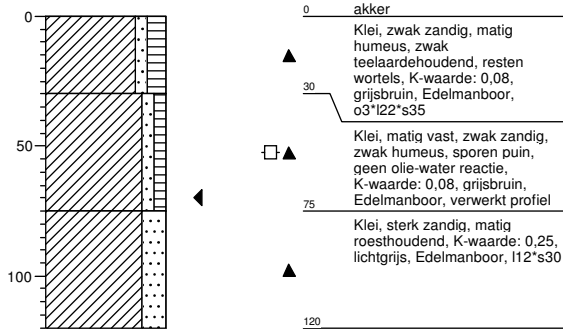 0
50
100
0 akker
Klei, zwak zandig, matig
humeus, zwak
teelaardehoudend, resten
wortels, K-waarde: 0,08,
grijsbruin, Edelmanboor,
o3*l22*s35
30
Klei, matig vast, zwak zandig,
zwak humeus, sporen puin,
geen olie-water reactie,
K-waarde: 0,08, grijsbruin,
Edelmanboor, verwerkt profiel
75
Klei, sterk zandig, matig
roesthoudend, K-waarde: 0,25,
lichtgrijs, Edelmanboor, l12*s30
120